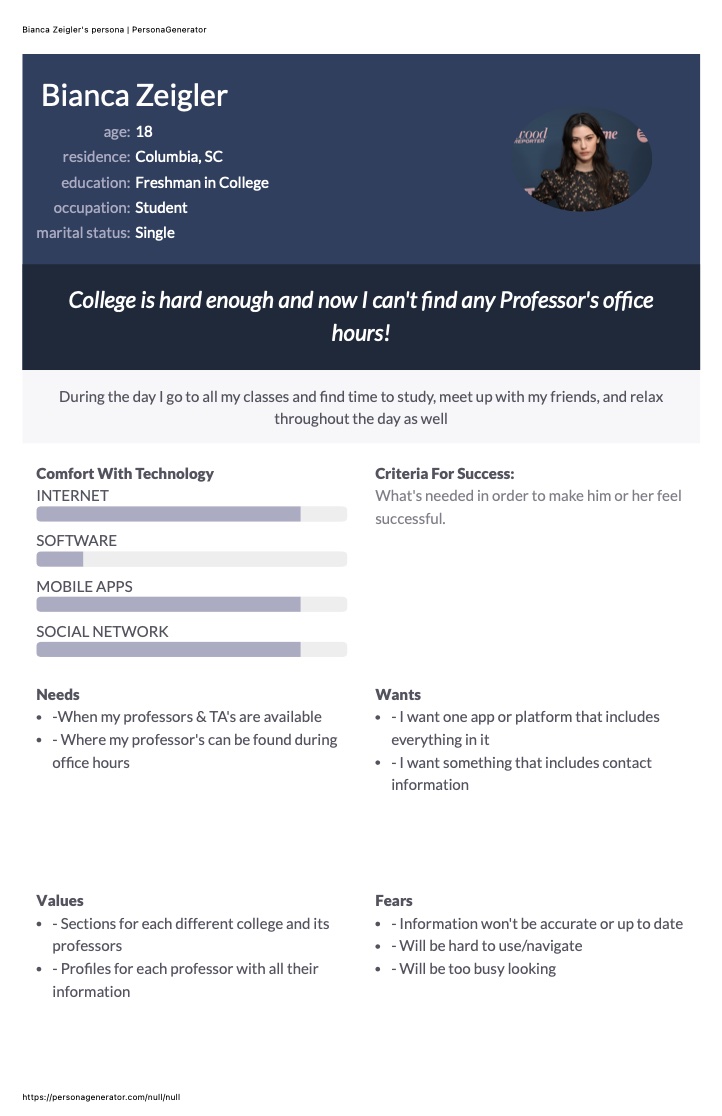 Bianca Zeigler's persona | PersonaGenerator
Bianca Zeigler
age: 18
residence: Columbia, SC
education: Freshman in College
occupation: Student
marital status: Single
rood
REPORTER
me
College is hard enough and now I can't find any Professor's office
hours!
During the day I go to all my classes and find time to study, meet up with my friends, and relax
throughout the day as well
Comfort With Technology
INTERNET
SOFTWARE
MOBILE APPS
SOCIAL NETWORK
Criteria For Success:
What's needed in order to make him or her feel
successful.
Needs
• -When my professors & TA's are available
• - Where my professor's can be found during
office hours
Wants
• - I want one app or platform that includes
everything in it
• - I want something that includes contact
information
Values
• - Sections for each different college and its
professors
• - Profiles for each professor with all their
information
Fears
• - Information won't be accurate or up to date
• - Will be hard to use/navigate
• - Will be too busy looking
https://personagenerator.com/null/null